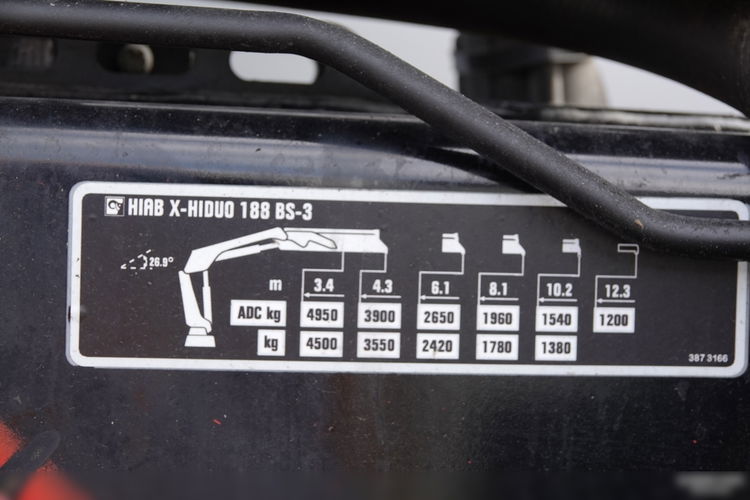 HIAB X-HIDUO 188 BS-3
26.9°
m 3.4 4.3 6.1 8.1 10.2 12.3
ADC kg 4950 3900 2650 1960 1540 1200
kg 4500 3550 2420 1780 1380
387 3166